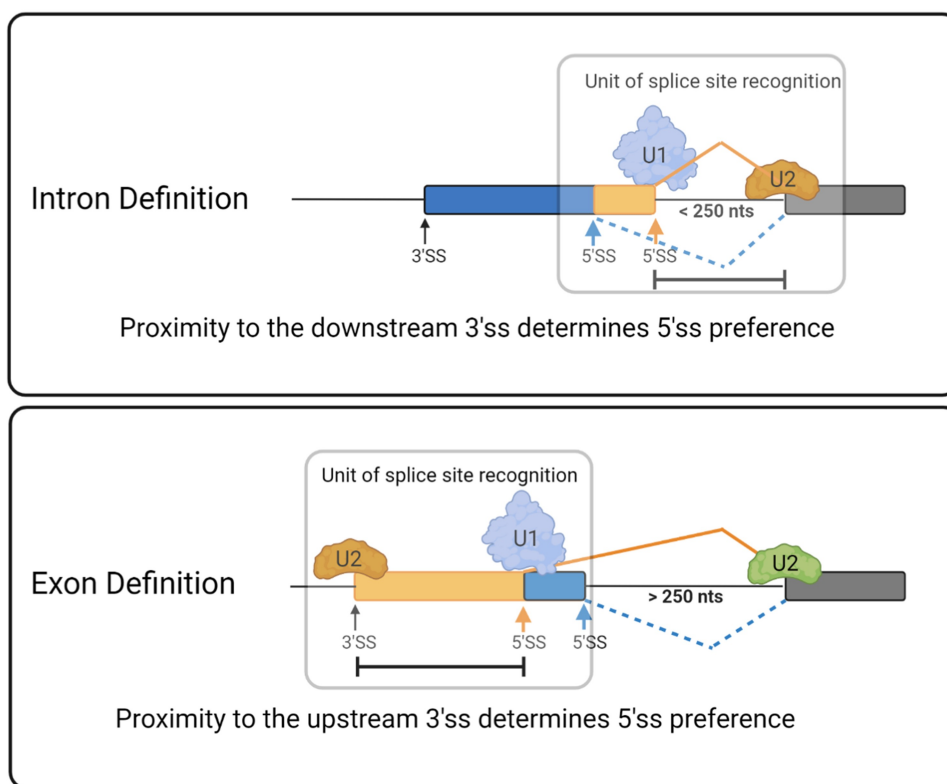 Unit of splice site recognition
U1
U2
Intron Definition
< 250 nts
3'SS
5'SS
5'SS
Proximity to the downstream 3'ss determines 5'ss preference
Unit of splice site recognition
U1
U2
U2
Exon Definition
> 250 nts
3'SS
5'SS
5'SS
Proximity to the upstream 3'ss determines 5'ss preference